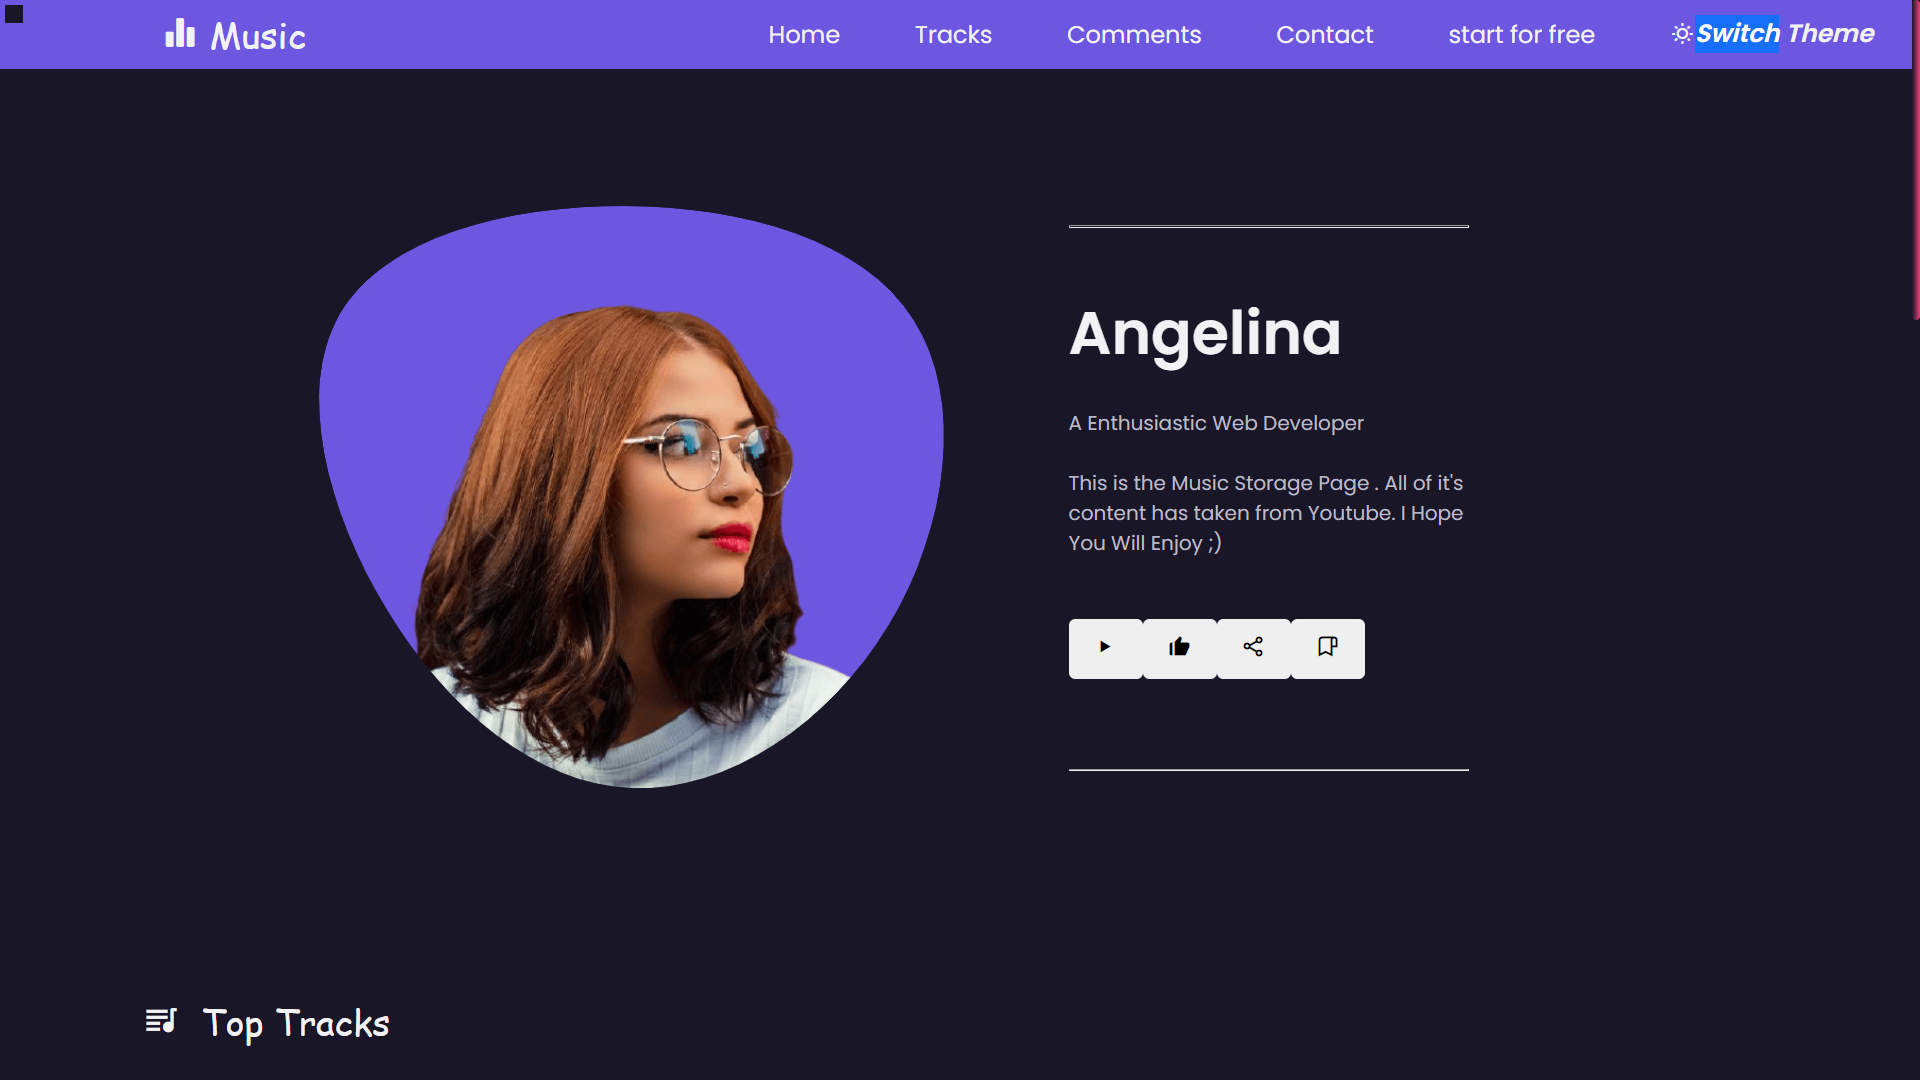 Music
Home
Tracks
Comments
Contact
start for free
Switch Theme
Angelina
A Enthusiastic Web Developer
This is the Music Storage Page . All of it's
content has taken from Youtube. I Hope
You Will Enjoy ;)
Top Tracks